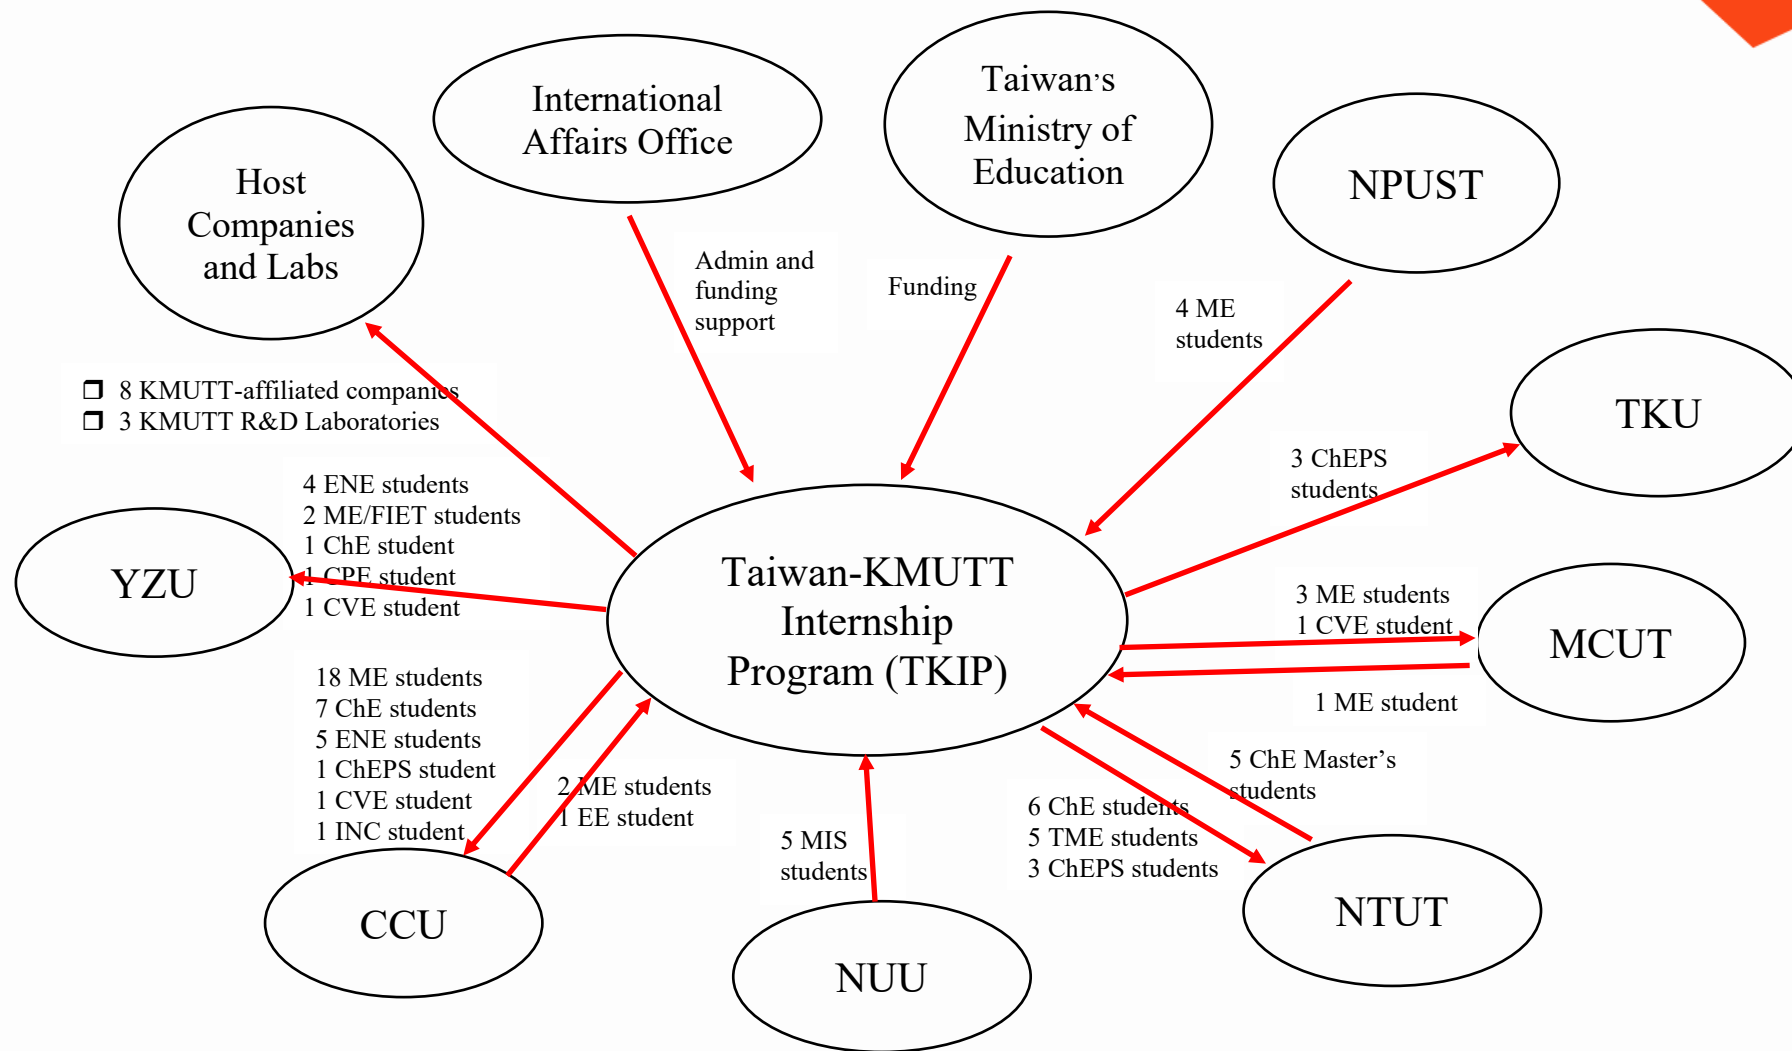 International
Affairs Office
Taiwan's
Ministry of
Education
Host
Companies
and Labs
NPUST
Admin and
funding
support
Funding
4 ME
students
❒ 8 KMUTT-affiliated companies
❒ 3 KMUTT R&D Laboratories
TKU
3 ChEPS
students
4 ENE students
2 ME/FIET students
1 ChE student
1 CPE student
1 CVE student
YZU
Taiwan-KMUTT
Internship
Program (TKIP)
3 ME students
1 CVE student
MCUT
1 ME student
18 ME students
7 ChE students
5 ENE students
1 ChEPS student
1 CVE student
1 INC student
2 ME students
1 EE student
5 MIS
students
5 ChE Master’s
students
6 ChE students
5 TME students
3 ChEPS students
CCU
NUU
NTUT